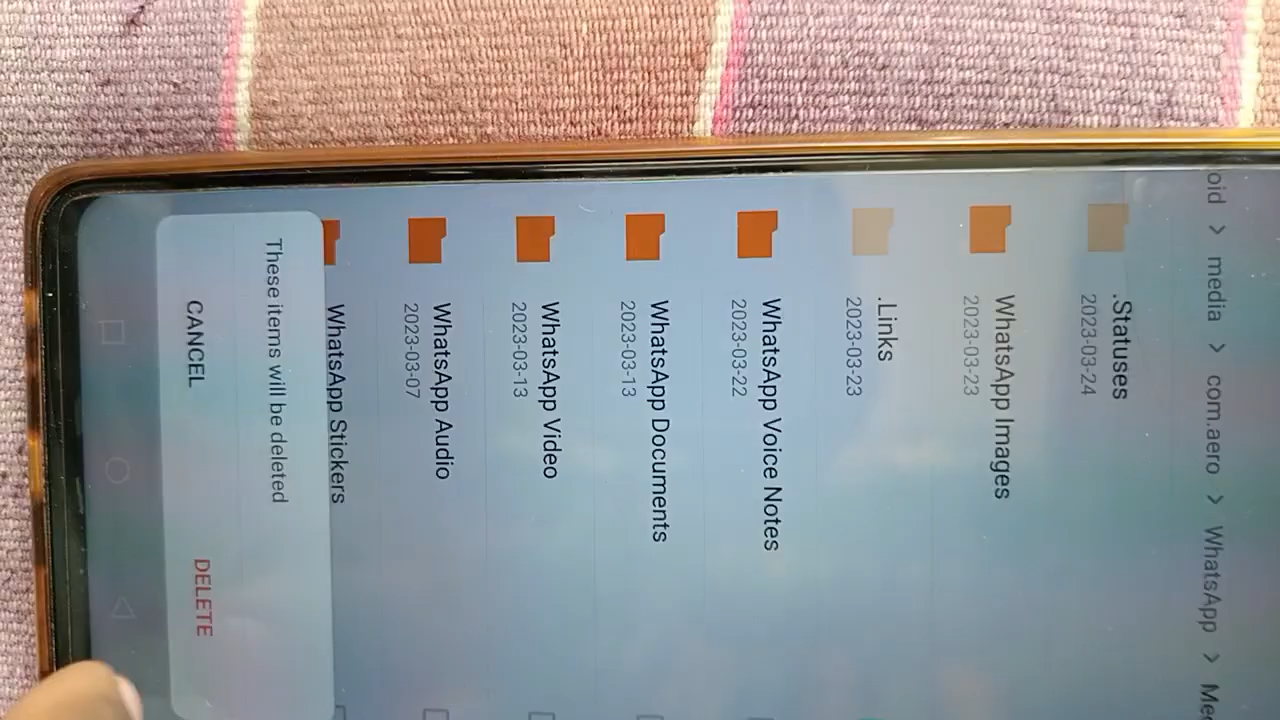 oid > media > com.aero > WhatsApp > Me
.Statuses
2023-03-24
WhatsApp Images
2023-03-23
.Links
2023-03-23
WhatsApp Voice Notes
2023-03-22
WhatsApp Documents
2023-03-13
WhatsApp Video
2023-03-13
WhatsApp Audio
2023-03-07
WhatsApp Stickers
These items will be deleted
CANCEL DELETE